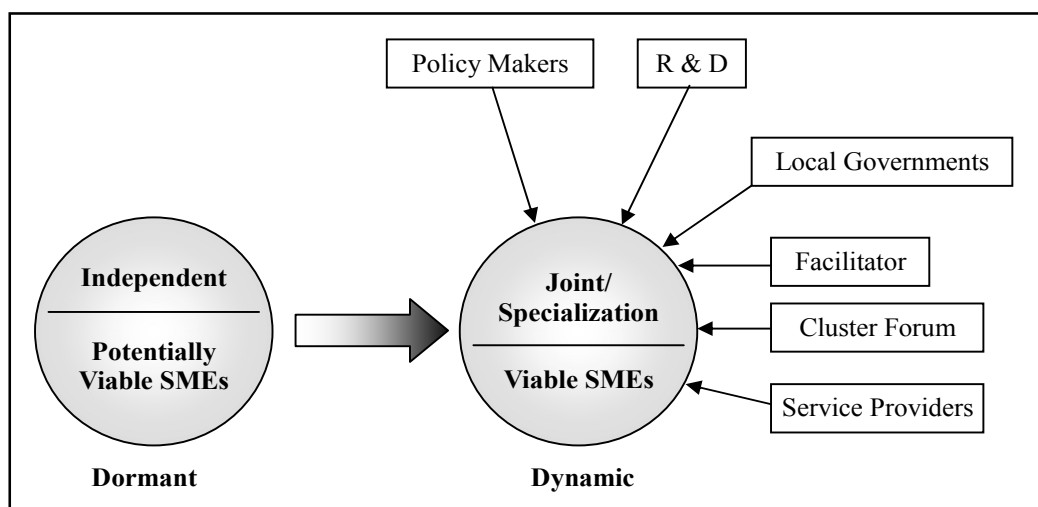 Policy Makers
R & D
Local Governments
Facilitator
Cluster Forum
Service Providers
Independent
Potentially
Viable SMEs
Dormant
Joint/
Specialization
Viable SMEs
Dynamic